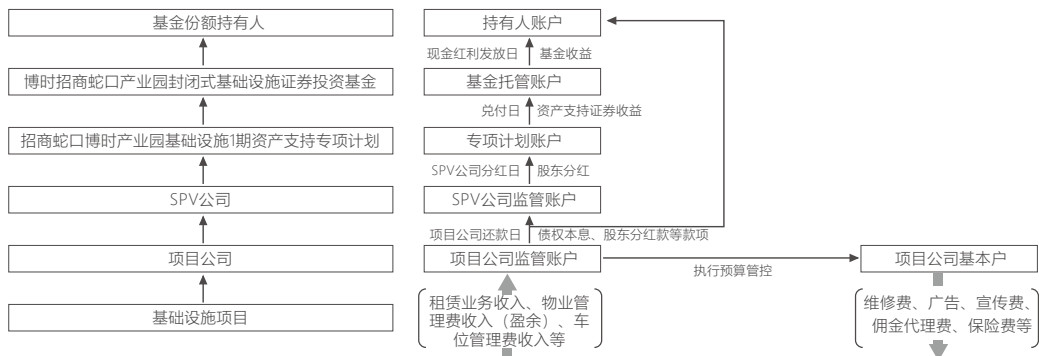 基金份额持有人
博时招商蛇口产业园封闭式基础设施证券投资基金
招商蛇口博时产业园基础设施1期资产支持专项计划
SPV公司
项目公司
基础设施项目
持有人账户
现金红利发放日 基金收益
基金托管账户
兑付日 资产支持证券收益
专项计划账户
SPV公司分红日 股东分红
SPV公司监管账户
项目公司还款日 债权本息、股东分红款等款项
项目公司监管账户
租赁业务收入、物业管
理费收入（盈余）、车
位管理费收入等
执行预算管控
项目公司基本户
维修费、广告、宣传费、
佣金代理费、保险费等